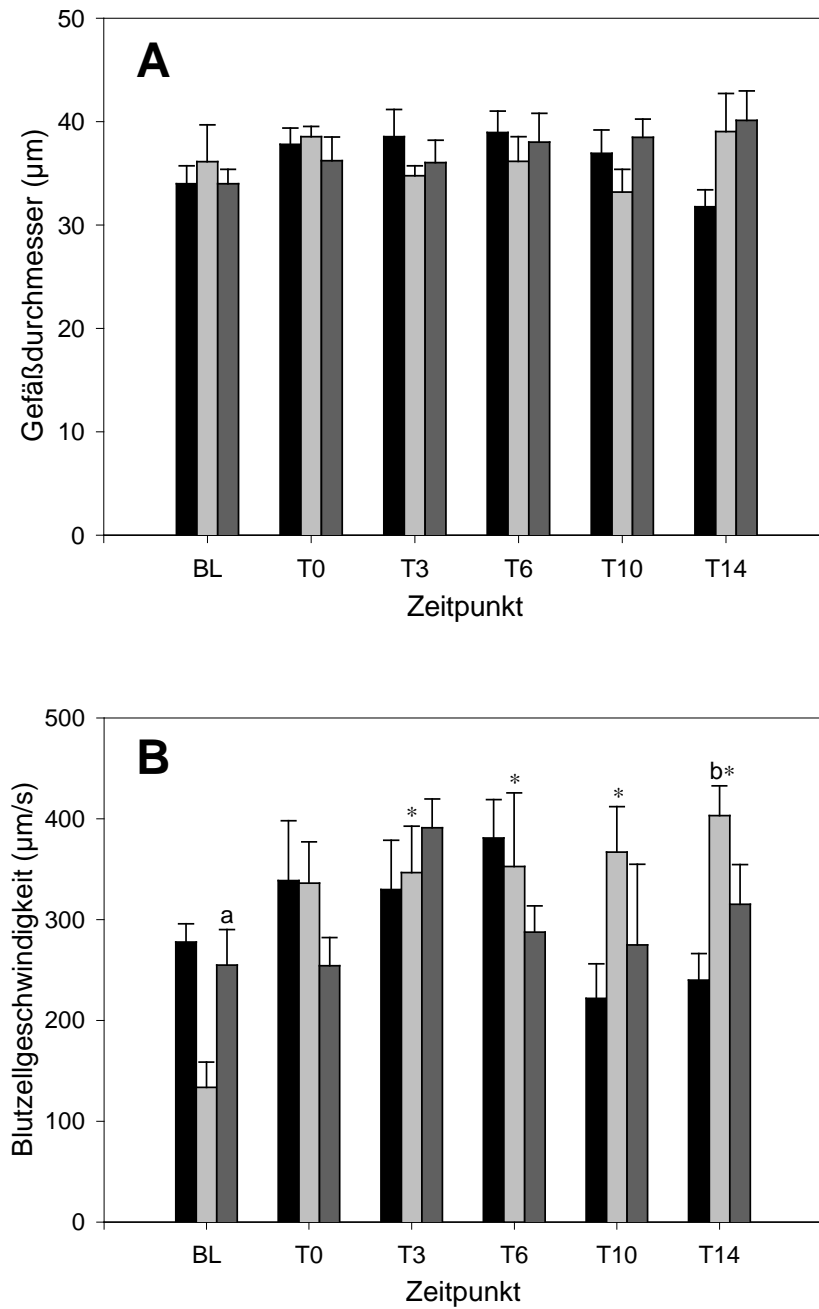 A
Gefäßdurchmesser (µm)
50
40
30
20
10
0
BL T0 T3 T6 T10 T14
Zeitpunkt
B
Blutzellgeschwindigkeit (µm/s)
500
400
300
200
100
0
a
*
*
*
b*
BL T0 T3 T6 T10 T14
Zeitpunkt